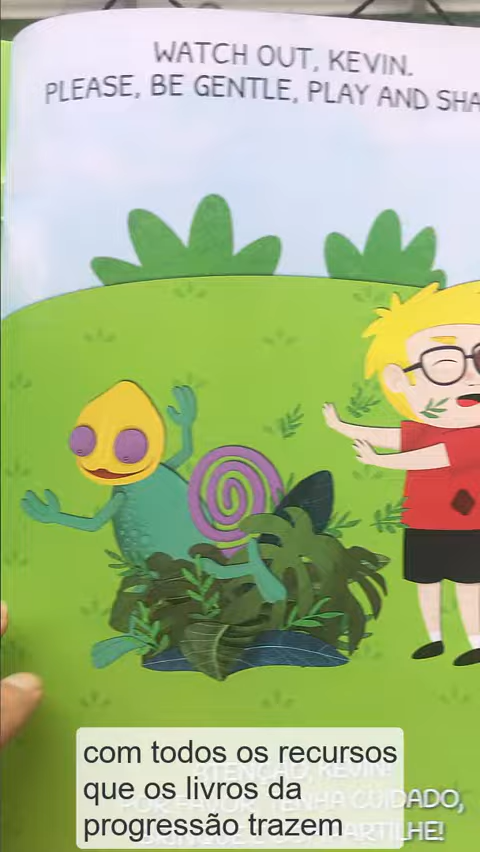 WATCH OUT, KEVIN.
PLEASE, BE GENTLE, PLAY AND SHA
com todos os recursos
que os livros da
progressão trazem
ATENÇÃO, KEVIN!
TENHA CUIDADO,